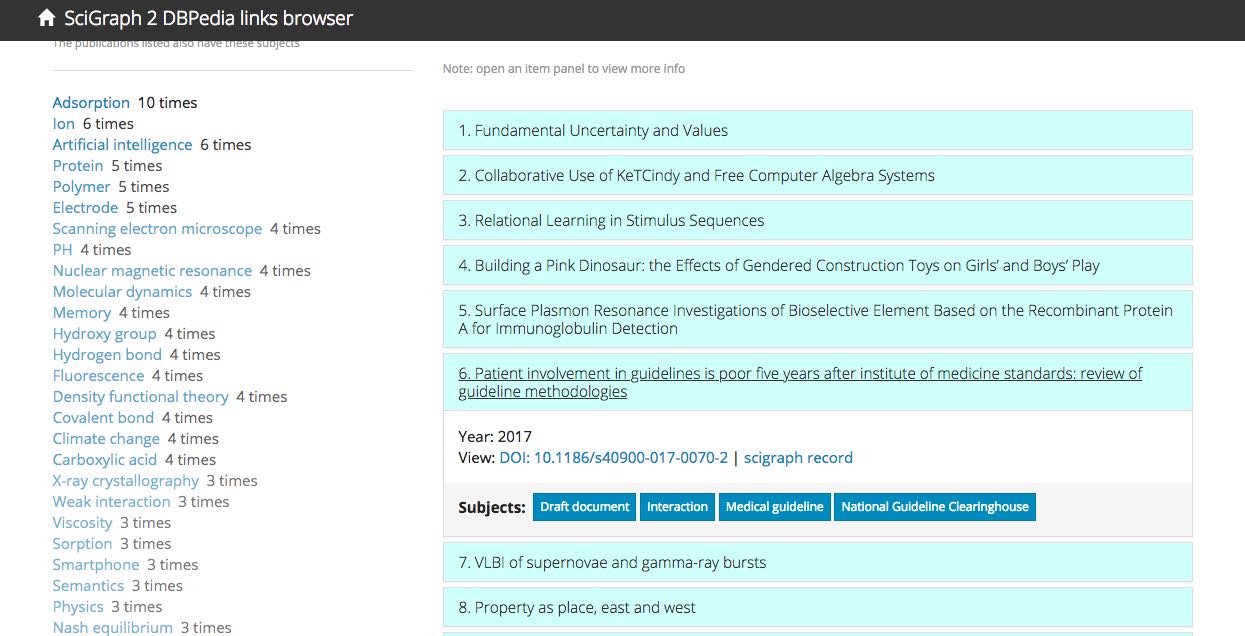 SciGraph 2 DBPedia links browser
The publications listed also have these subjects
Adsorption 10 times
Ion 6 times
Artificial intelligence 6 times
Protein 5 times
Polymer 5 times
Electrode 5 times
Scanning electron microscope 4 times
PH 4 times
Nuclear magnetic resonance 4 times
Molecular dynamics 4 times
Memory 4 times
Hydroxy group 4 times
Hydrogen bond 4 times
Fluorescence 4 times
Density functional theory 4 times
Covalent bond 4 times
Climate change 4 times
Carboxylic acid 4 times
X-ray crystallography 3 times
Weak interaction 3 times
Viscosity 3 times
Sorption 3 times
Smartphone 3 times
Semantics 3 times
Physics 3 times
Nash equilibrium 3 times
Note: open an item panel to view more info
1. Fundamental Uncertainty and Values
2. Collaborative Use of KeTCindy and Free Computer Algebra Systems
3. Relational Learning in Stimulus Sequences
4. Building a Pink Dinosaur: the Effects of Gendered Construction Toys on Girls’ and Boys’ Play
5. Surface Plasmon Resonance Investigations of Bioselective Element Based on the Recombinant Protein
A for Immunoglobulin Detection
6. Patient involvement in guidelines is poor five years after institute of medicine standards: review of
guideline methodologies
Year: 2017
View: DOI: 10.1186/s40900-017-0070-2 | scigraph record
Subjects: Draft document Interaction Medical guideline National Guideline Clearinghouse
7. VLBI of supernovae and gamma-ray bursts
8. Property as place, east and west